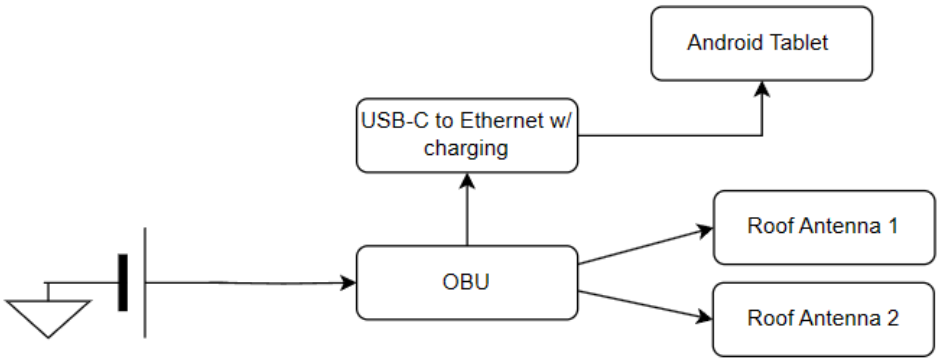 Android Tablet
USB-C to Ethernet w/
charging
Roof Antenna 1
OBU
Roof Antenna 2